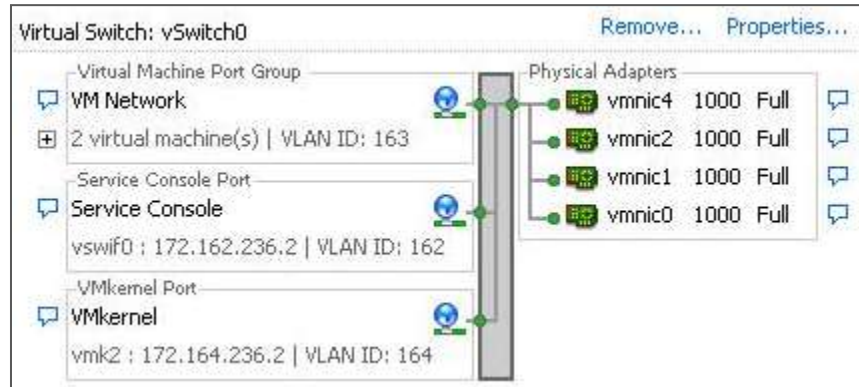 Virtual Switch: vSwitch0 Remove... Properties...
Virtual Machine Port Group
VM Network
2 virtual machine(s) | VLAN ID: 163
Service Console Port
Service Console
vswif0 : 172.162.236.2 | VLAN ID: 162
VMkernel Port
VMkernel
vmk2 : 172.164.236.2 | VLAN ID: 164
Physical Adapters
vmnic4 1000 Full
vmnic2 1000 Full
vmnic1 1000 Full
vmnic0 1000 Full